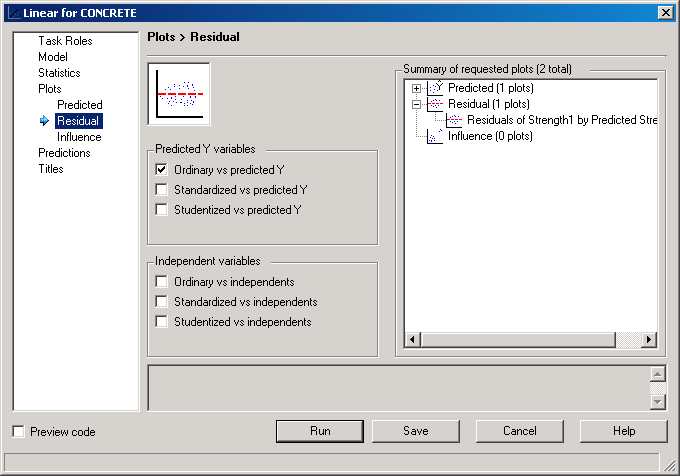 Linear for CONCRETE
Task Roles
Model
Statistics
Plots
Predicted
Residual
Influence
Predictions
Titles
Plots > Residual
Predicted Y variables
Ordinary vs predicted Y
Standardized vs predicted Y
Studentized vs predicted Y
Independent variables
Ordinary vs independents
Standardized vs independents
Studentized vs independents
Summary of requested plots (2 total)
Predicted (1 plots)
Residual (1 plots)
Residuals of Strength1 by Predicted Stre
Influence (0 plots)
Preview code
Run
Save
Cancel
Help